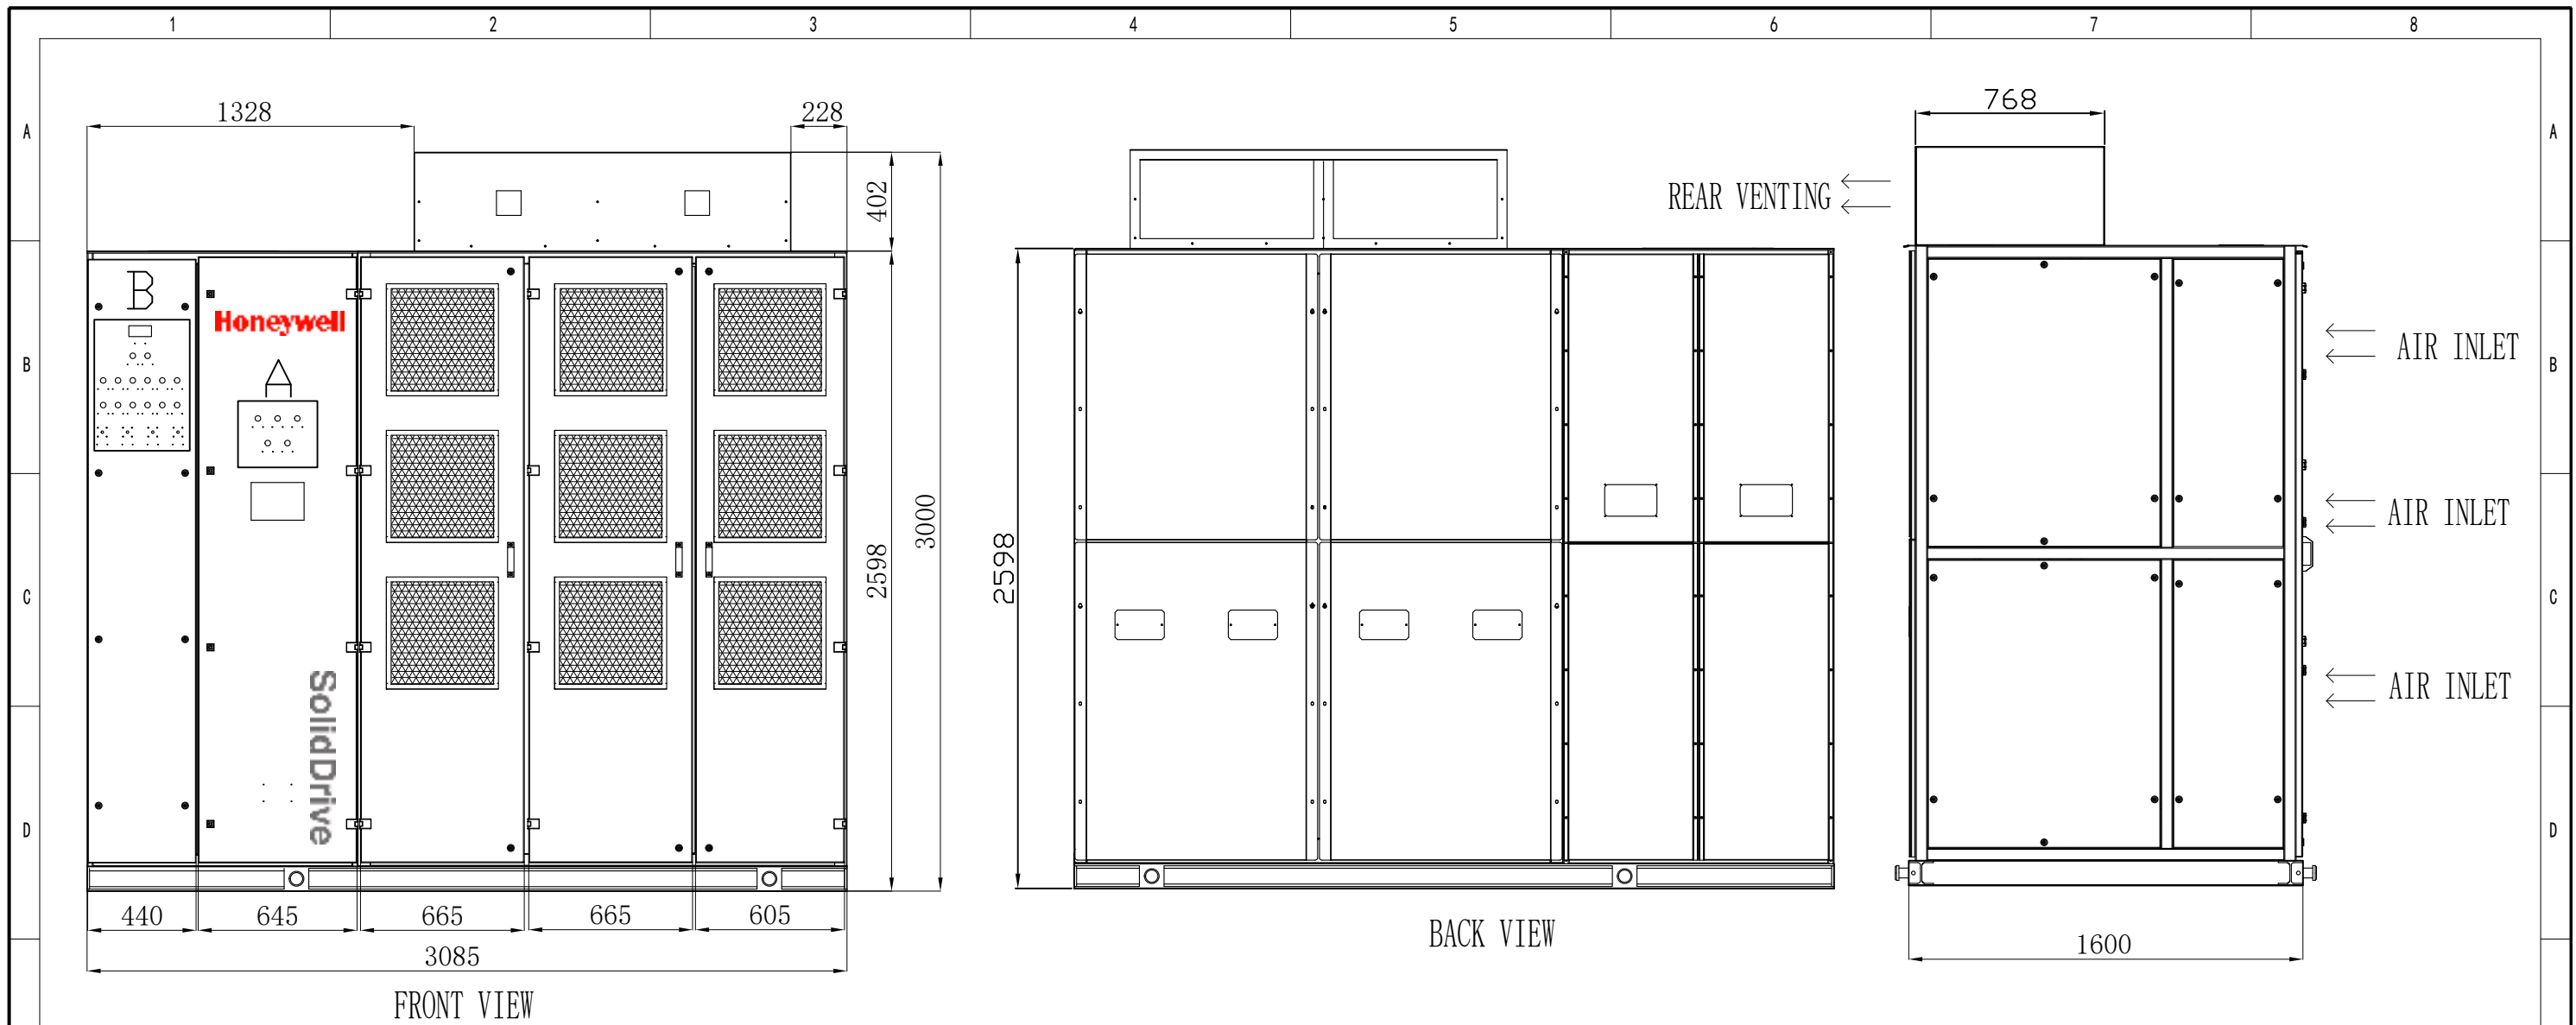 1 2 3 4 5 6 7 8
A A
1328 228 768
402
REAR VENTING
B
Honeywell
B B
AIR INLET
3000
AIR INLET
2598 2598
C C
AIR INLET
SolidDrive
D D
440 645 665 665 605
BACK VIEW
1600
3085
FRONT VIEW